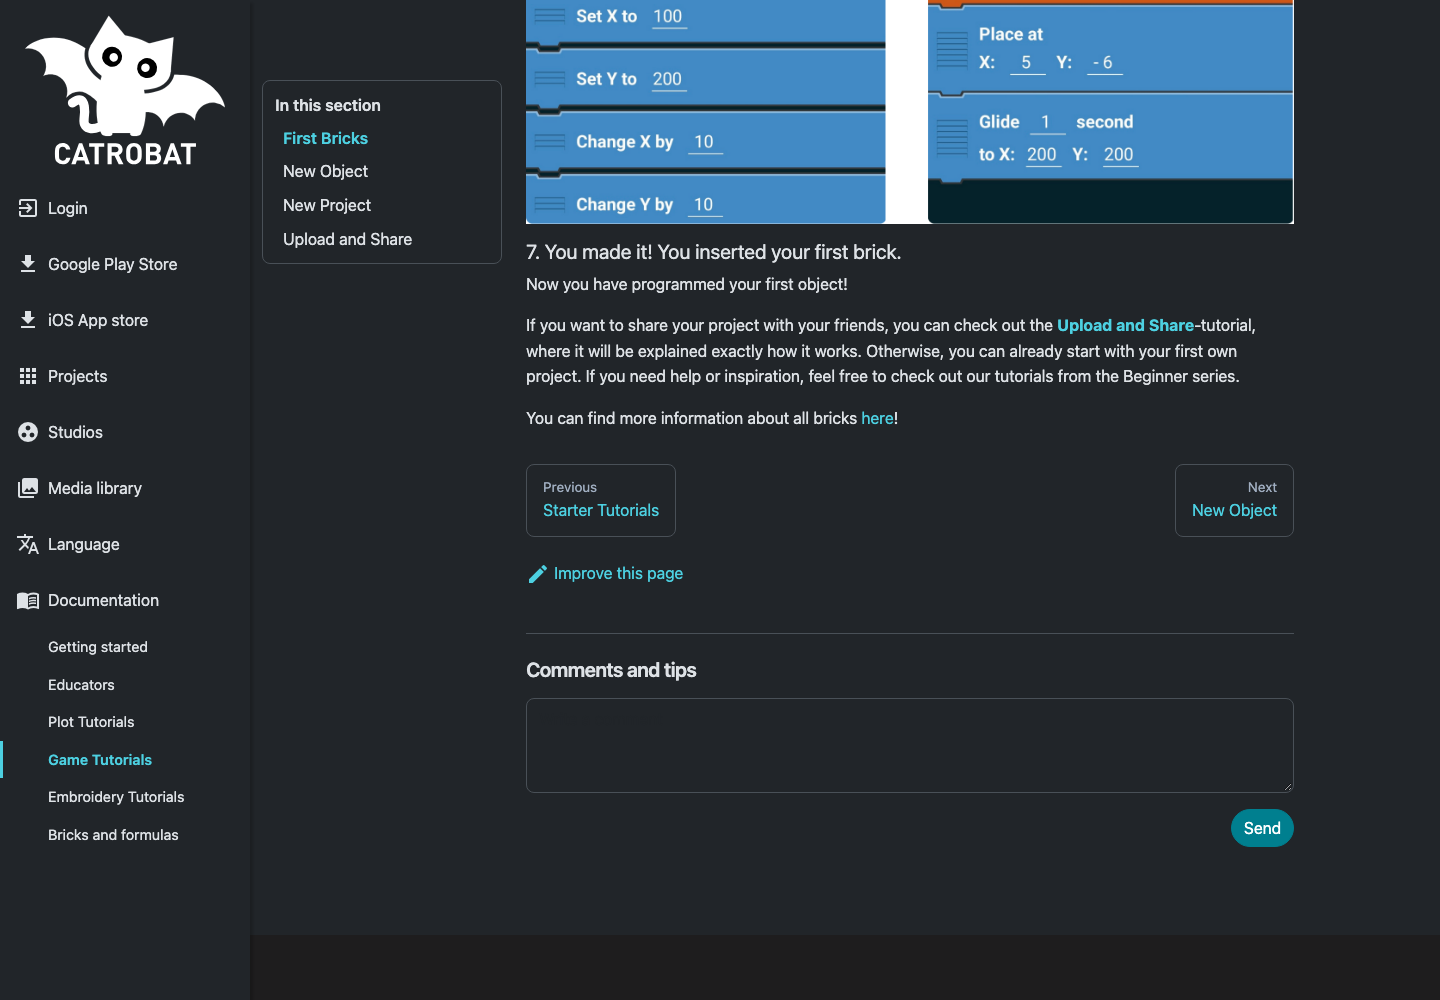 CATROBAT
Login
Google Play Store
iOS App store
Projects
Studios
Media library
Language
Documentation
Getting started
Educators
Plot Tutorials
Game Tutorials
Embroidery Tutorials
Bricks and formulas
In this section
First Bricks
New Object
New Project
Upload and Share
Set X to 100
Set Y to 200
Change X by 10
Change Y by 10
Place at
X: 5 Y: - 6
Glide 1 second
to X: 200 Y: 200
7. You made it! You inserted your first brick.
Now you have programmed your first object!
If you want to share your project with your friends, you can check out the Upload and Share-tutorial,
where it will be explained exactly how it works. Otherwise, you can already start with your first own
project. If you need help or inspiration, feel free to check out our tutorials from the Beginner series.
You can find more information about all bricks here!
Previous
Starter Tutorials
Next
New Object
Improve this page
Comments and tips
Send